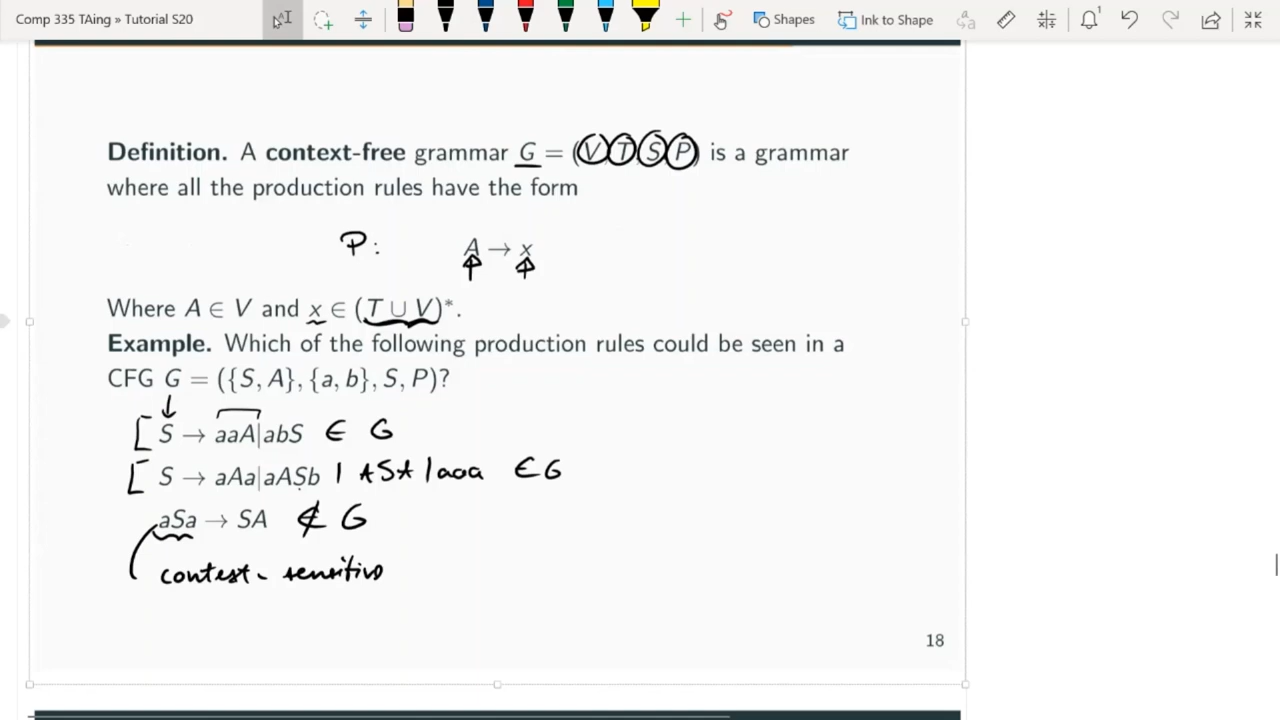 Comp 335 TAing » Tutorial S20
Shapes
Ink to Shape
Definition. A context-free grammar G = (V, T, S, P) is a grammar
where all the production rules have the form
P: A → x
Where A ∈ V and x ∈ (T ∪ V)*.
Example. Which of the following production rules could be seen in a
CFG G = ({S, A}, {a, b}, S, P)?
S → aaA|abS ∈ G
S → aAa|aASb | ASA | aaa ∈ G
aSa → SA ∉ G
context - sensitive
18